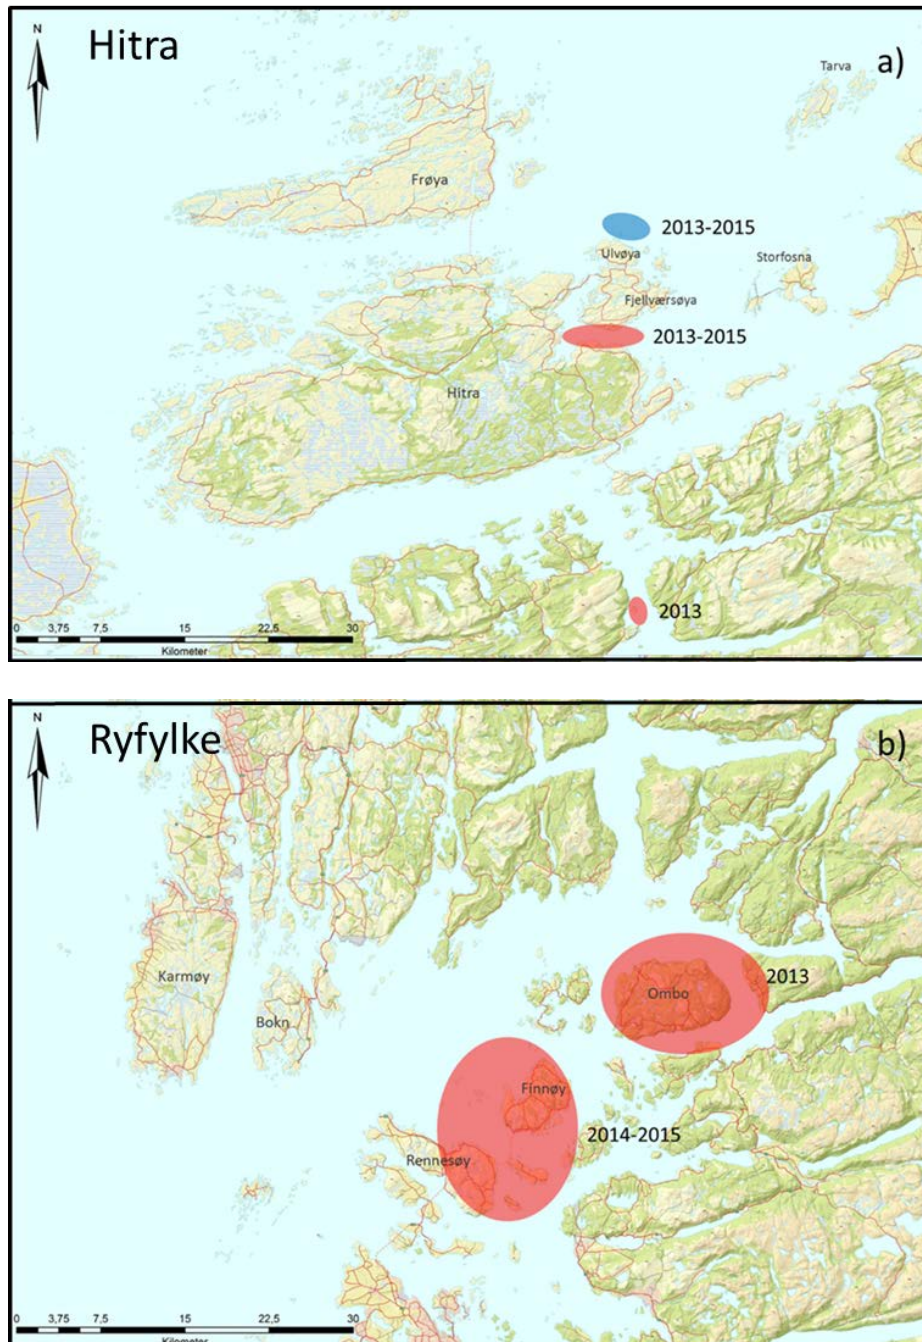 N
Hitra
a)
Tarva
Frøya
2013-2015
Ulvøya
Storfosna
Fjellværsøya
2013-2015
Hitra
2013
0 3,75 7,5 15 22,5 30
Kilometer
N
Ryfylke
b)
Karmøy
2013
Ombo
Bokn
Finnøy
2014-2015
Rennesøy
0 3,75 7,5 15 22,5 30
Kilometer